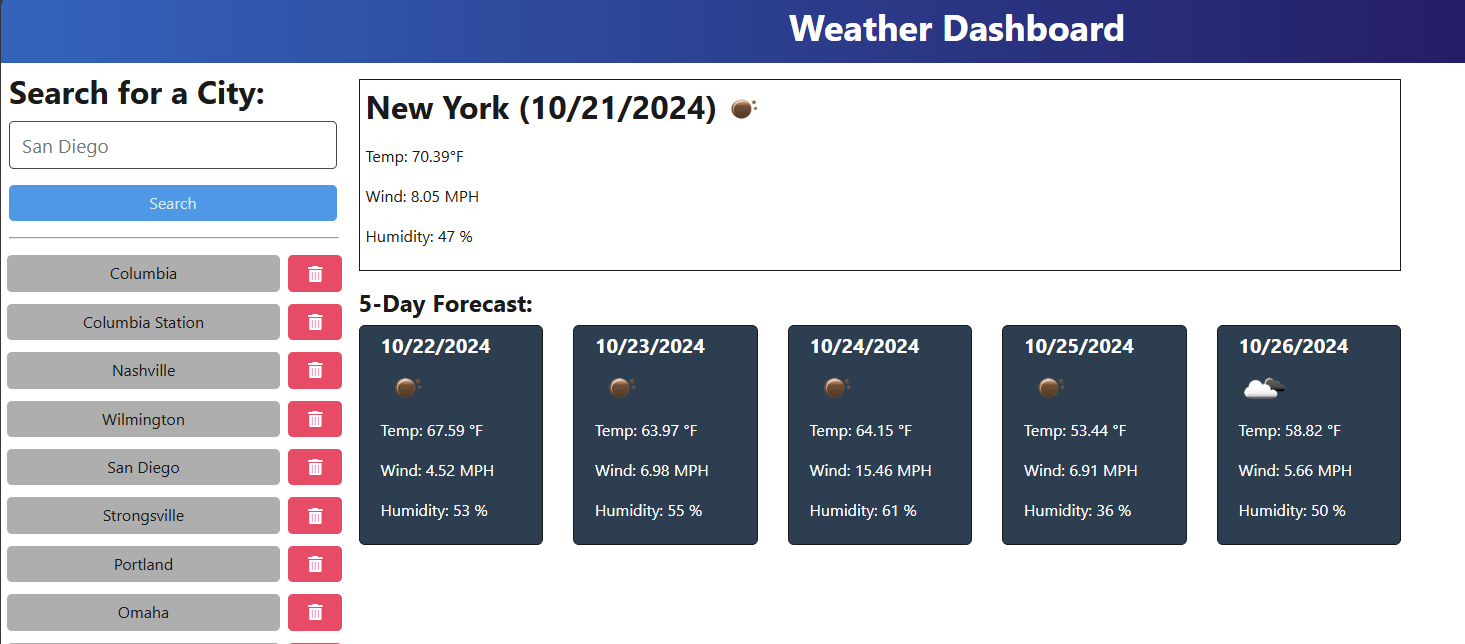 Weather Dashboard
Search for a City:
San Diego
Search
Columbia
Columbia Station
Nashville
Wilmington
San Diego
Strongsville
Portland
Omaha
New York (10/21/2024)
Temp: 70.39°F
Wind: 8.05 MPH
Humidity: 47 %
5-Day Forecast:
10/22/2024
Temp: 67.59 °F
Wind: 4.52 MPH
Humidity: 53 %
10/23/2024
Temp: 63.97 °F
Wind: 6.98 MPH
Humidity: 55 %
10/24/2024
Temp: 64.15 °F
Wind: 15.46 MPH
Humidity: 61 %
10/25/2024
Temp: 53.44 °F
Wind: 6.91 MPH
Humidity: 36 %
10/26/2024
Temp: 58.82 °F
Wind: 5.66 MPH
Humidity: 50 %